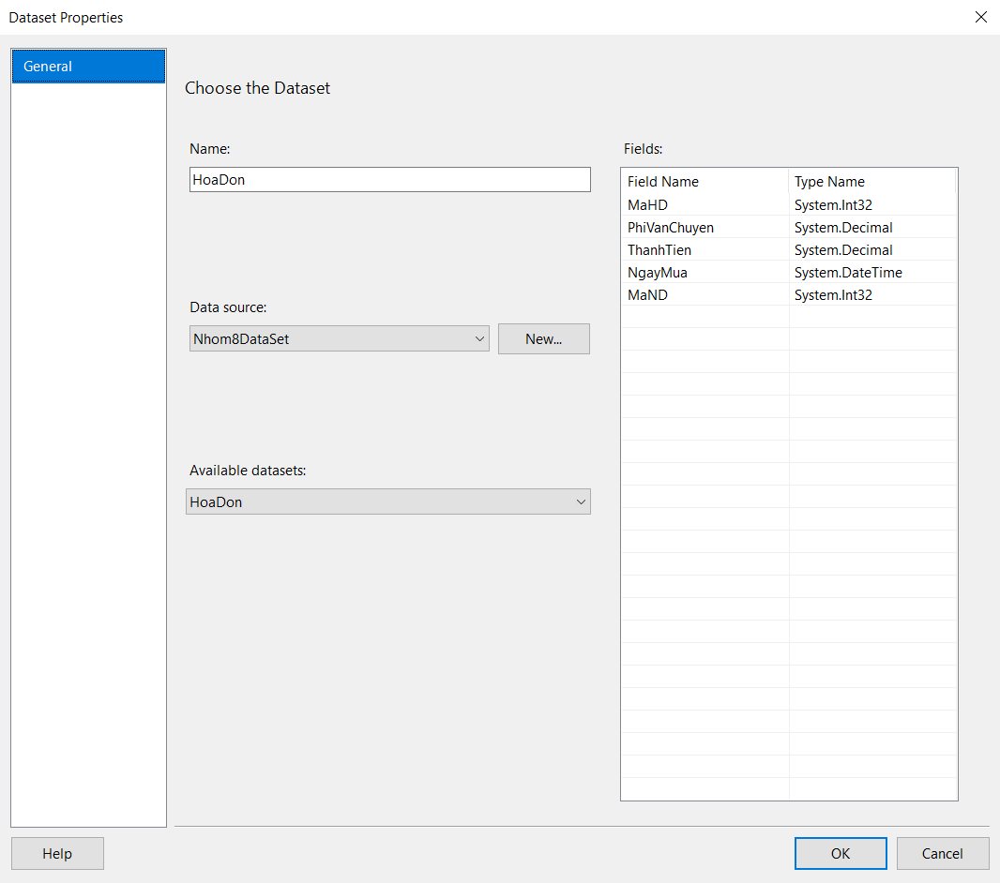 Dataset Properties
General
Choose the Dataset
Name:
HoaDon
Data source:
Nhom8DataSet
New...
Available datasets:
HoaDon
Fields:
Field Name Type Name
MaHD System.Int32
PhiVanChuyen System.Decimal
ThanhTien System.Decimal
NgayMua System.DateTime
MaND System.Int32
Help
OK
Cancel